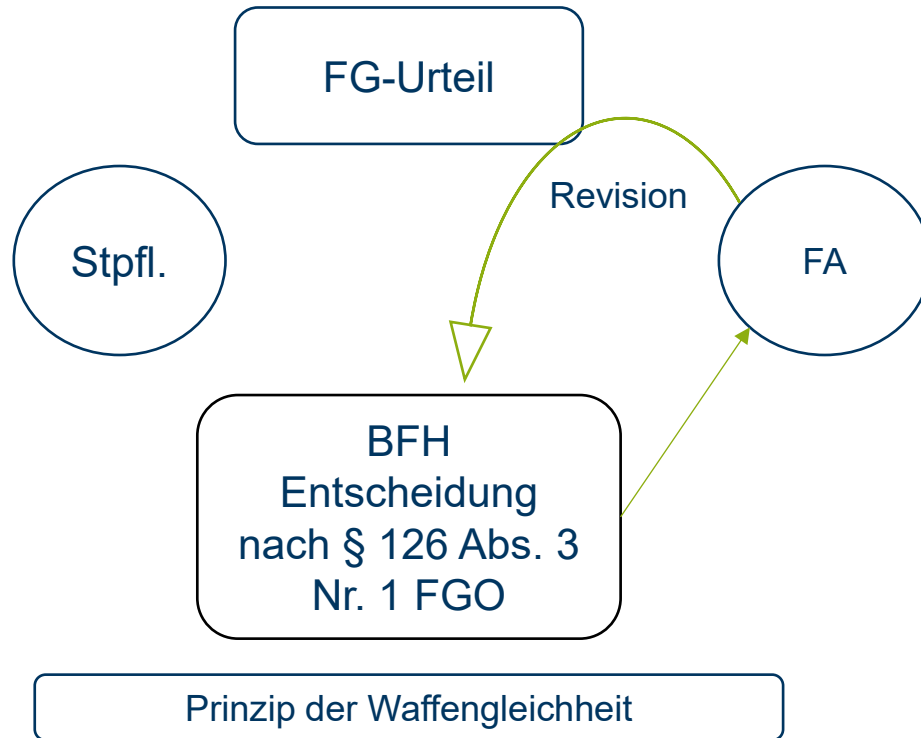 FG-Urteil
Revision
Stpfl.
FA
BFH
Entscheidung
nach § 126 Abs. 3
Nr. 1 FGO
Prinzip der Waffengleichheit